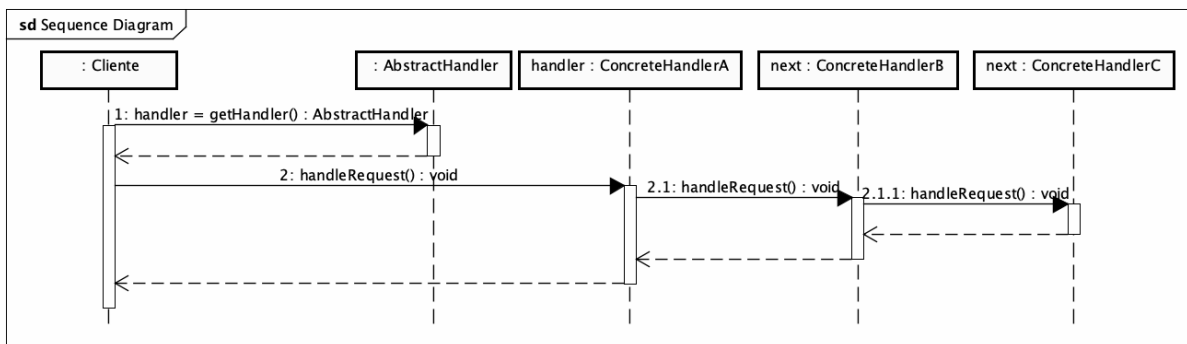 sd Sequence Diagram
: Cliente
: AbstractHandler
handler : ConcreteHandlerA
next : ConcreteHandlerB
next : ConcreteHandlerC
1: handler = getHandler() : AbstractHandler
2: handleRequest() : void
2.1: handleRequest() : void
2.1.1: handleRequest() : void